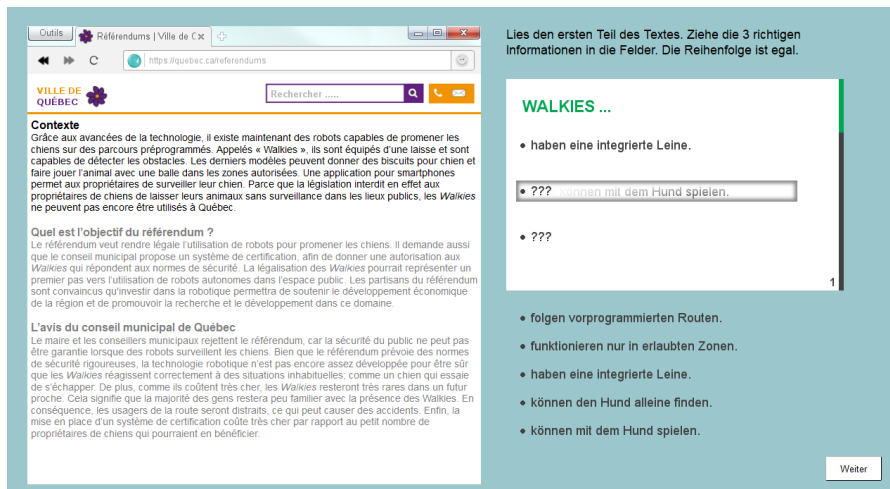 Outils
Référendums | Ville de Q
https://quebec.ca/referendums
VILLE DE
QUÉBEC
Rechercher .....
Contexte
Grâce aux avancées de la technologie, il existe maintenant des robots capables de promener les
chiens sur des parcours préprogrammés. Appelés « Walkies », ils sont équipés d'une laisse et sont
capables de détecter les obstacles. Les derniers modèles peuvent donner des biscuits pour chien et
faire jouer l'animal avec une balle dans les zones autorisées. Une application pour smartphones
permet aux propriétaires de surveiller leur chien. Parce que la législation interdit en effet aux
propriétaires de chiens de laisser leurs animaux sans surveillance dans les lieux publics, les Walkies
ne peuvent pas encore être utilisés à Québec.
Quel est l'objectif du référendum ?
Le référendum veut rendre légale l'utilisation de robots pour promener les chiens. Il demande aussi
que le conseil municipal propose un système de certification, afin de donner une autorisation aux
Walkies qui répondent aux normes de sécurité. La légalisation des Walkies pourrait représenter un
premier pas vers l'utilisation de robots autonomes dans l'espace public. Les partisans du référendum
sont convaincus qu'investir dans la robotique permettra de soutenir le développement économique
de la région et de promouvoir la recherche et le développement dans ce domaine.
L'avis du conseil municipal de Québec
Le maire et les conseillers municipaux rejettent le référendum, car la sécurité du public ne peut pas
être garantie lorsque des robots surveillent les chiens. Bien que le référendum prévoie des normes
de sécurité rigoureuses, la technologie robotique n'est pas encore assez développée pour être sûr
que les Walkies réagissent correctement à des situations inhabituelles; comme un chien qui essaie
de s'échapper. De plus, comme ils coûtent très cher, les Walkies resteront très rares dans un futur
proche. Cela signifie que la majorité des gens restera peu familier avec la présence des Walkies. En
conséquence, les usagers de la route seront distraits, ce qui peut causer des accidents. Enfin, la
mise en place d'un système de certification coûte très cher par rapport au petit nombre de
propriétaires de chiens qui pourraient en bénéficier.
Lies den ersten Teil des Textes. Ziehe die 3 richtigen
Informationen in die Felder. Die Reihenfolge ist egal.
WALKIES ...
• haben eine integrierte Leine.
• ??? können mit dem Hund spielen.
• ???
1
• folgen vorprogrammierten Routen.
• funktionieren nur in erlaubten Zonen.
• haben eine integrierte Leine.
• können den Hund alleine finden.
• können mit dem Hund spielen.
Weiter